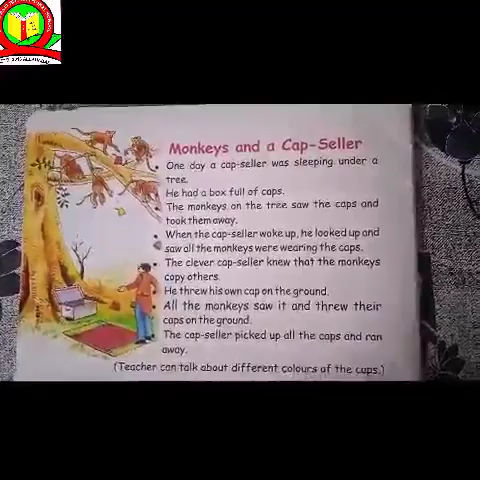 Monkeys and a Cap-Seller
One day a cap-seller was sleeping under a
tree.
He had a box full of caps.
The monkeys on the tree saw the caps and
took them away.
When the cap-seller woke up, he looked up and
saw all the monkeys were wearing the caps.
The clever cap-seller knew that the monkeys
copy others.
He threw his own cap on the ground.
All the monkeys saw it and threw their
caps on the ground.
The cap-seller picked up all the caps and ran
away.
(Teacher can talk about different colours of the caps.)